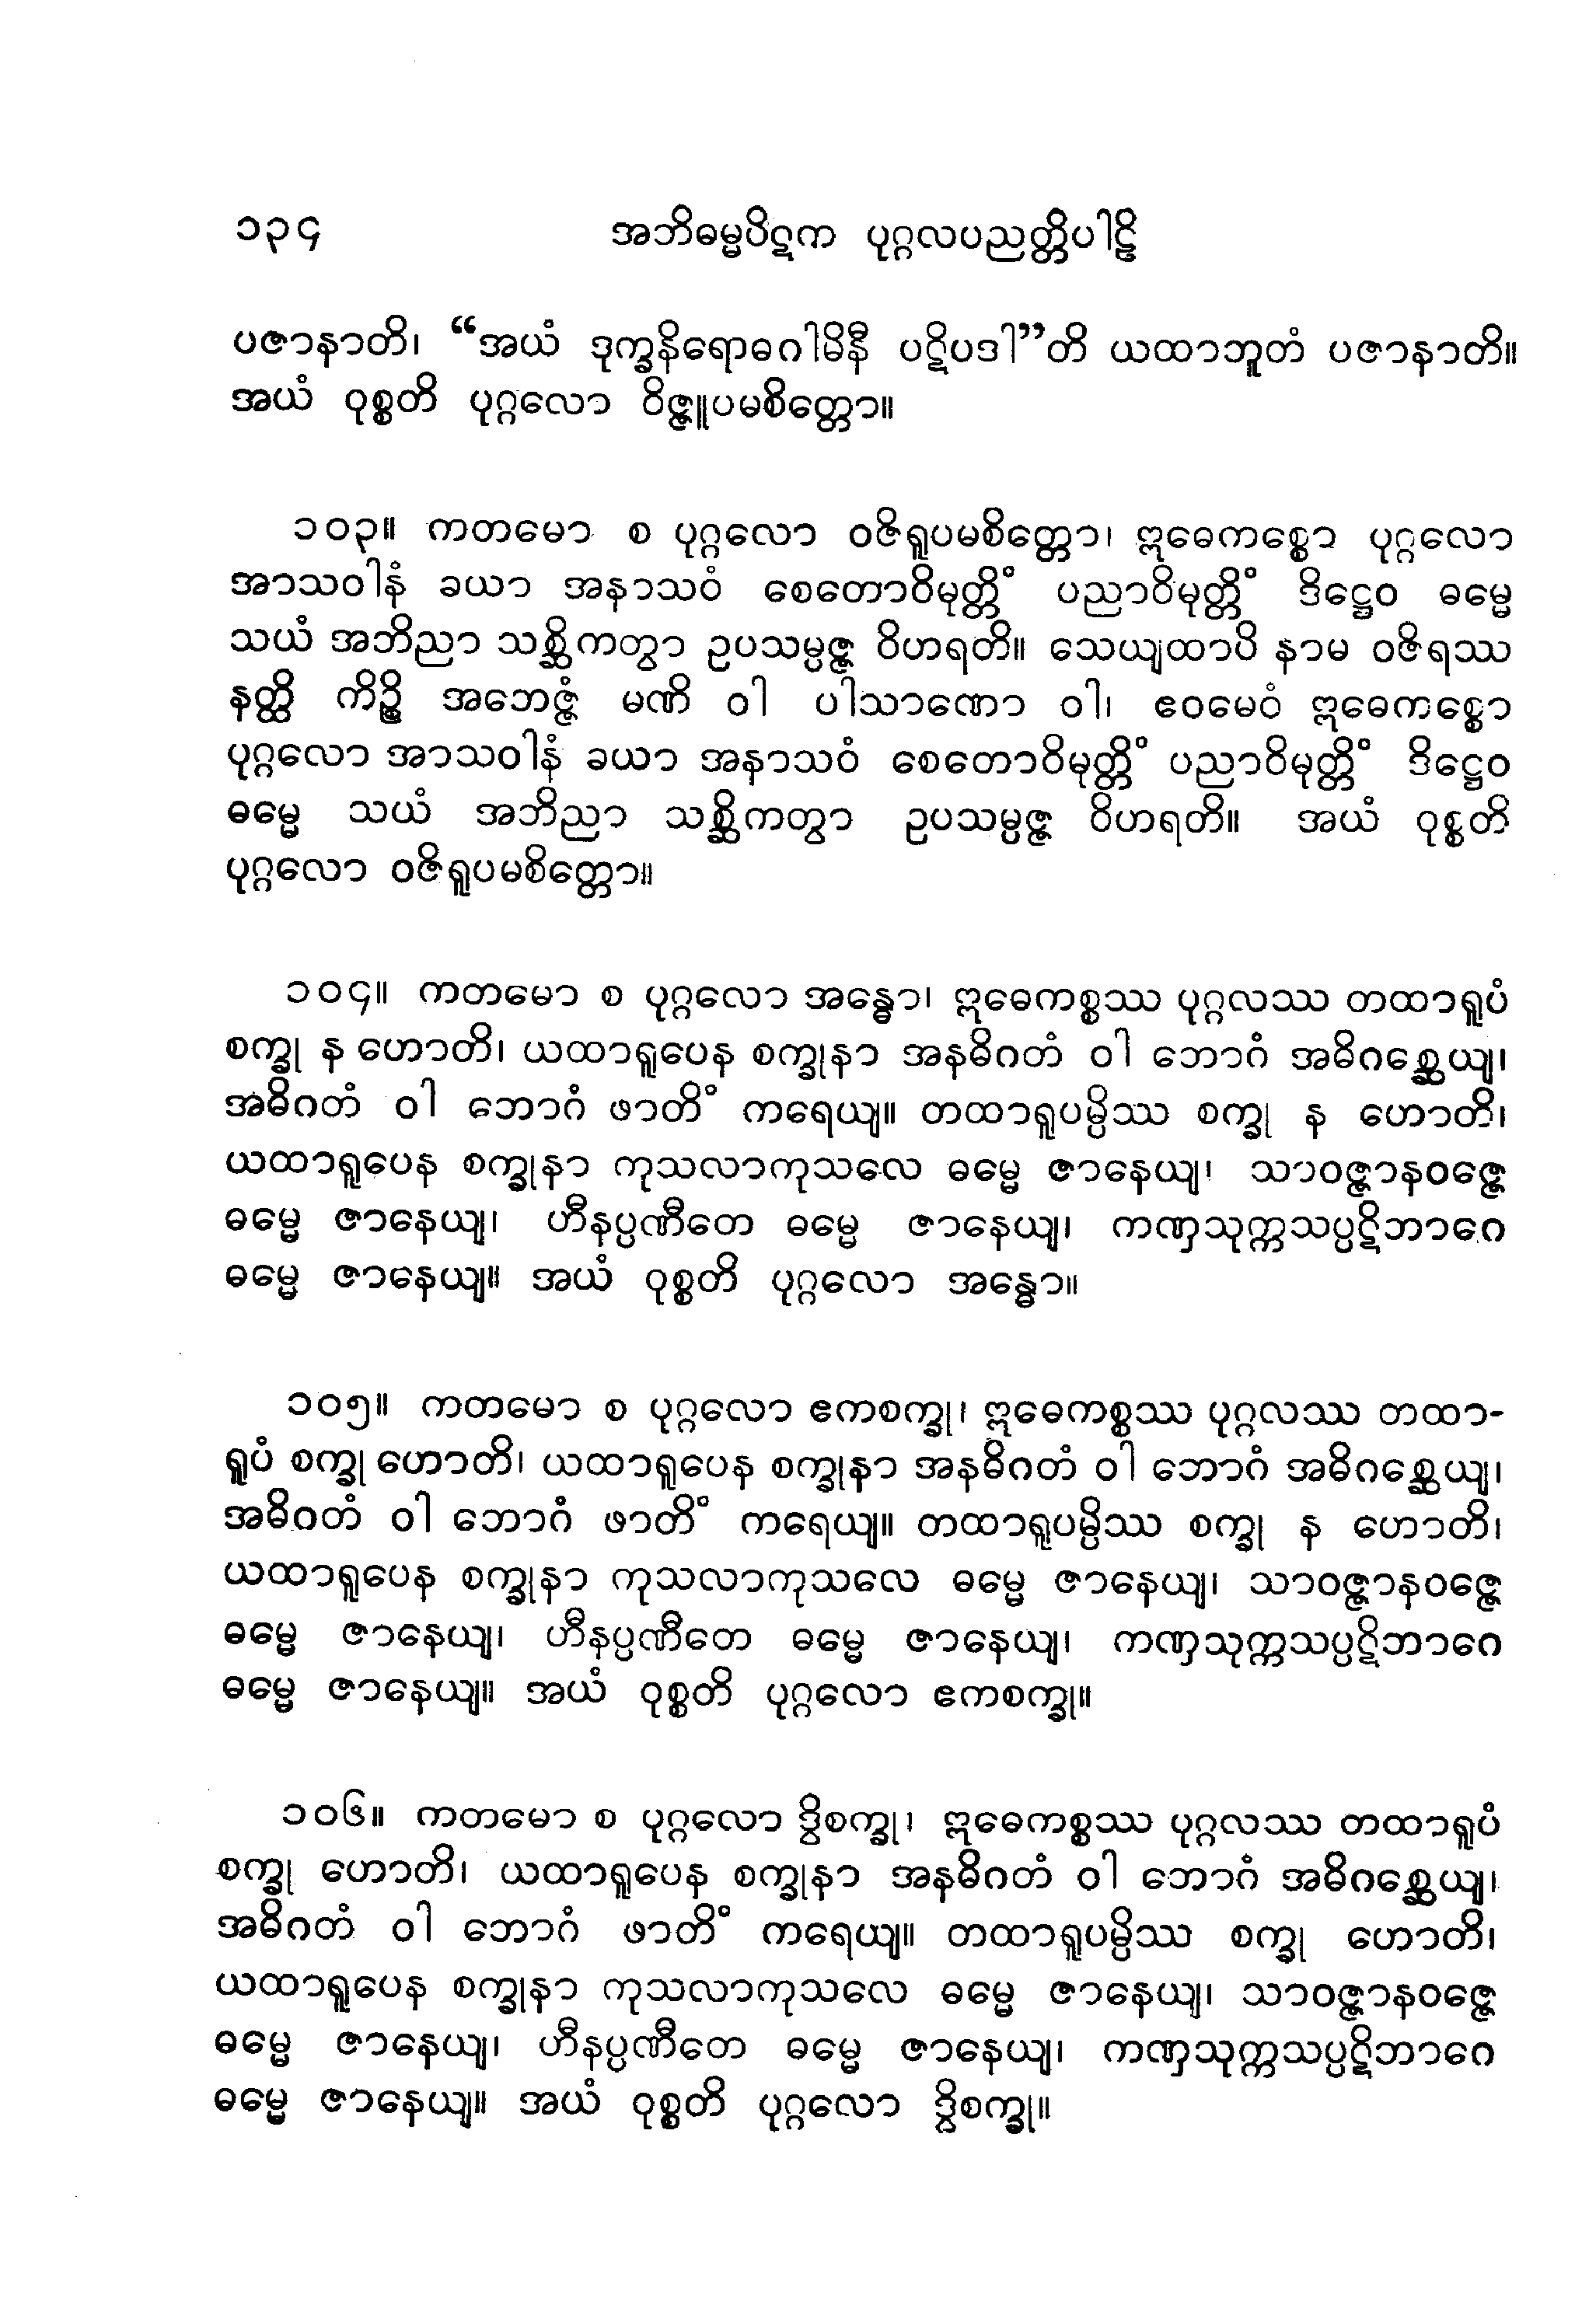 ၁၃၄ အဘိဓမ္မပိဋက ပုဂ္ဂလပညတ္တိပါဠိ
ပဇာနာတိ၊ “အယံ ဒုက္ခနိရောဓဂါမိနီ ပဋိပဒါ”တိ ယထာဘူတံ ပဇာနာတိ။
အယံ ဝုစ္စတိ ပုဂ္ဂလော ဝိဇ္ဇူပမစိတ္တော။
၁၀၃။ ကတမော စ ပုဂ္ဂလော ဝဇိရူပမစိတ္တော၊ ဣဓေကစ္စော ပုဂ္ဂလော
အာသဝါနံ ခယာ အနာသဝံ စေတောဝိမုတ္တိံ ပညာဝိမုတ္တိံ ဒိဋ္ဌေဝ ဓမ္မေ
သယံ အဘိညာ သစ္ဆိကတွာ ဥပသမ္ပဇ္ဇ ဝိဟရတိ။ သေယျထာပိ နာမ ဝဇိရဿ
နတ္ထိ ကိဉ္စိ အဘေဇ္ဇံ မဏိ ဝါ ပါသာဏော ဝါ၊ ဧဝမေဝံ ဣဓေကစ္စော
ပုဂ္ဂလော အာသဝါနံ ခယာ အနာသဝံ စေတောဝိမုတ္တိံ ပညာဝိမုတ္တိံ ဒိဋ္ဌေဝ
ဓမ္မေ သယံ အဘိညာ သစ္ဆိကတွာ ဥပသမ္ပဇ္ဇ ဝိဟရတိ။ အယံ ဝုစ္စတိ
ပုဂ္ဂလော ဝဇိရူပမစိတ္တော။
၁၀၄။ ကတမော စ ပုဂ္ဂလော အန္ဓော၊ ဣဓေကစ္စဿ ပုဂ္ဂလဿ တထာရူပံ
စက္ခု န ဟောတိ၊ ယထာရူပေန စက္ခုနာ အနဓိဂတံ ဝါ ဘောဂံ အဓိဂစ္ဆေယျ၊
အဓိဂတံ ဝါ ဘောဂံ ဖာတိံ ကရေယျ။ တထာရူပမ္ပိဿ စက္ခု န ဟောတိ၊
ယထာရူပေန စက္ခုနာ ကုသလာကုသလေ ဓမ္မေ ဇာနေယျ၊ သာဝဇ္ဇာနဝဇ္ဇေ
ဓမ္မေ ဇာနေယျ၊ ဟီနပ္ပဏီတေ ဓမ္မေ ဇာနေယျ၊ ကဏှသုက္ကသပ္ပဋိဘာဂေ
ဓမ္မေ ဇာနေယျ။ အယံ ဝုစ္စတိ ပုဂ္ဂလော အန္ဓော။
၁၀၅။ ကတမော စ ပုဂ္ဂလော ဧကစက္ခု၊ ဣဓေကစ္စဿ ပုဂ္ဂလဿ တထာ-
ရူပံ စက္ခု ဟောတိ၊ ယထာရူပေန စက္ခုနာ အနဓိဂတံ ဝါ ဘောဂံ အဓိဂစ္ဆေယျ၊
အဓိဂတံ ဝါ ဘောဂံ ဖာတိံ ကရေယျ။ တထာရူပမ္ပိဿ စက္ခု န ဟောတိ၊
ယထာရူပေန စက္ခုနာ ကုသလာကုသလေ ဓမ္မေ ဇာနေယျ၊ သာဝဇ္ဇာနဝဇ္ဇေ
ဓမ္မေ ဇာနေယျ၊ ဟီနပ္ပဏီတေ ဓမ္မေ ဇာနေယျ၊ ကဏှသုက္ကသပ္ပဋိဘာဂေ
ဓမ္မေ ဇာနေယျ။ အယံ ဝုစ္စတိ ပုဂ္ဂလော ဧကစက္ခု။
၁၀၆။ ကတမော စ ပုဂ္ဂလော ဒွိစက္ခု၊ ဣဓေကစ္စဿ ပုဂ္ဂလဿ တထာရူပံ
စက္ခု ဟောတိ၊ ယထာရူပေန စက္ခုနာ အနဓိဂတံ ဝါ ဘောဂံ အဓိဂစ္ဆေယျ၊
အဓိဂတံ ဝါ ဘောဂံ ဖာတိံ ကရေယျ။ တထာရူပမ္ပိဿ စက္ခု ဟောတိ၊
ယထာရူပေန စက္ခုနာ ကုသလာကုသလေ ဓမ္မေ ဇာနေယျ၊ သာဝဇ္ဇာနဝဇ္ဇေ
ဓမ္မေ ဇာနေယျ၊ ဟီနပ္ပဏီတေ ဓမ္မေ ဇာနေယျ၊ ကဏှသုက္ကသပ္ပဋိဘာဂေ
ဓမ္မေ ဇာနေယျ။ အယံ ဝုစ္စတိ ပုဂ္ဂလော ဒွိစက္ခု။